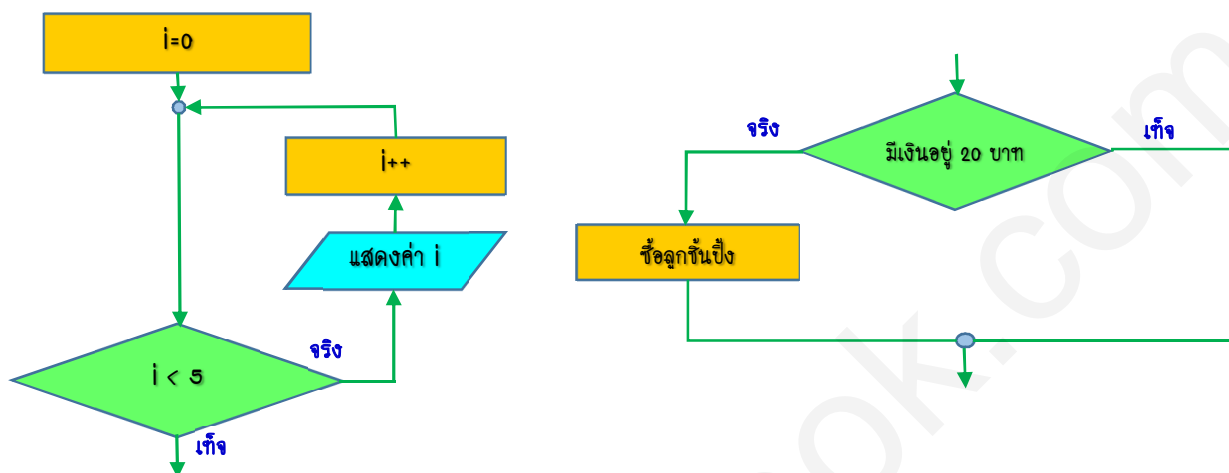 i=0
i++
แสดงค่า i
i < 5
จริง
เท็จ
มีเงินอยู่ 20 บาท
จริง
เท็จ
ซื้อลูกชิ้นปิ้ง
ok.com